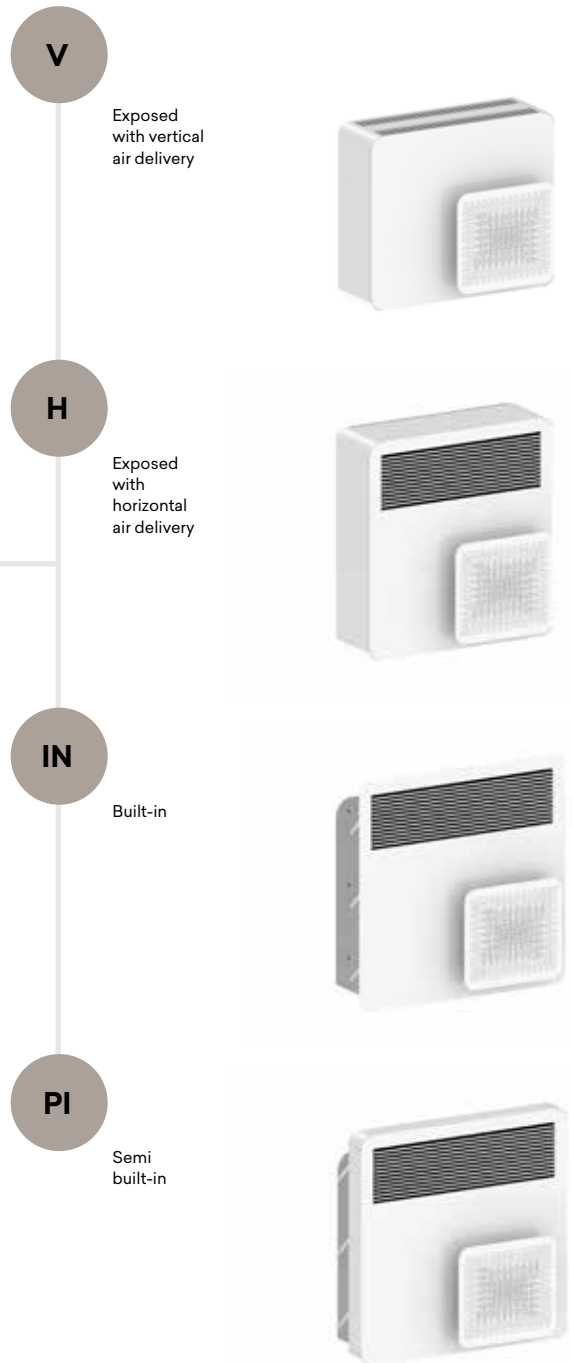 V
Exposed
with vertical
air delivery
H
Exposed
with
horizontal
air delivery
IN
Built-in
PI
Semi
built-in